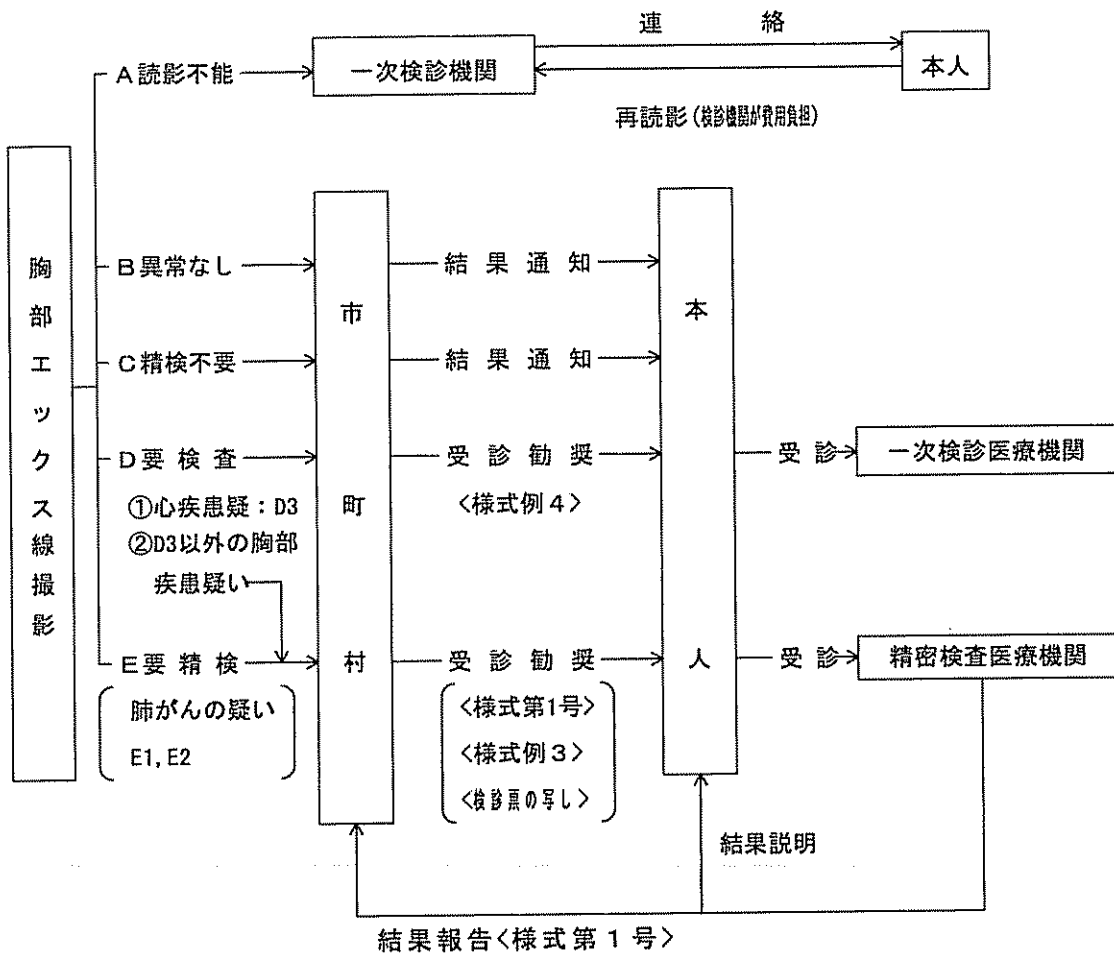 連絡
A読影不能
一次検診機関
本人
再読影(検診機関が費用負担)
胸部エックス線撮影
市町村
本人
B異常なし
結果通知
C精検不要
結果通知
D要検査
受診勧奨
受診
一次検診医療機関
①心疾患疑:D3
<様式例4>
②D3以外の胸部
疾患疑い
E要精検
受診勧奨
受診
精密検査医療機関
肺がんの疑い
E1,E2
<様式第1号>
<様式例3>
<検診票の写し>
結果説明
結果報告<様式第1号>